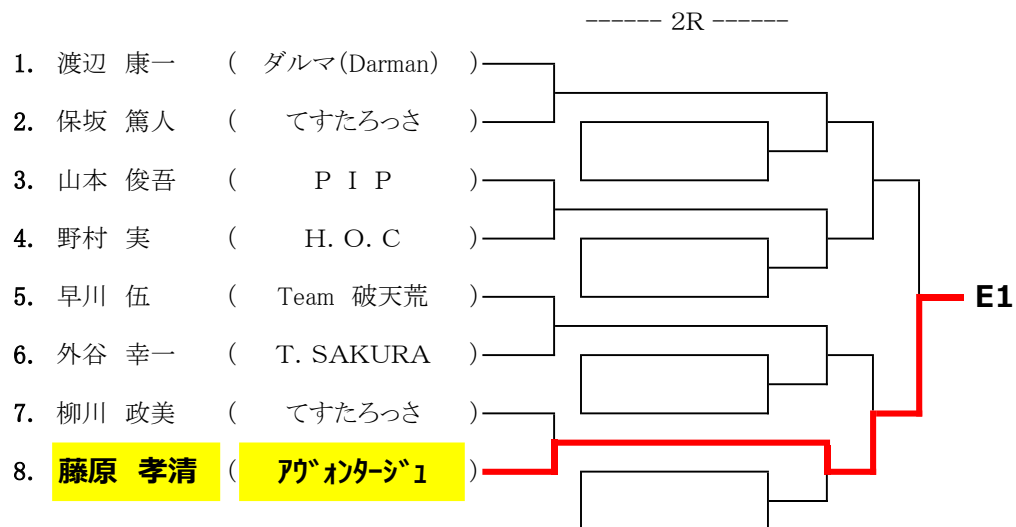 ------ 2R ------
1. 渡辺 康一 ( ダルマ(Darman) )
2. 保坂 篤人 ( てすたろっさ )
3. 山本 俊吾 ( P I P )
4. 野村 実 ( H. O. C )
5. 早川 伍 ( Team 破天荒 )
E1
6. 外谷 幸一 ( T. SAKURA )
7. 柳川 政美 ( てすたろっさ )
8. 藤原 孝清 ( ｱｳﾞｫﾝﾀｰｼﾞｭ )